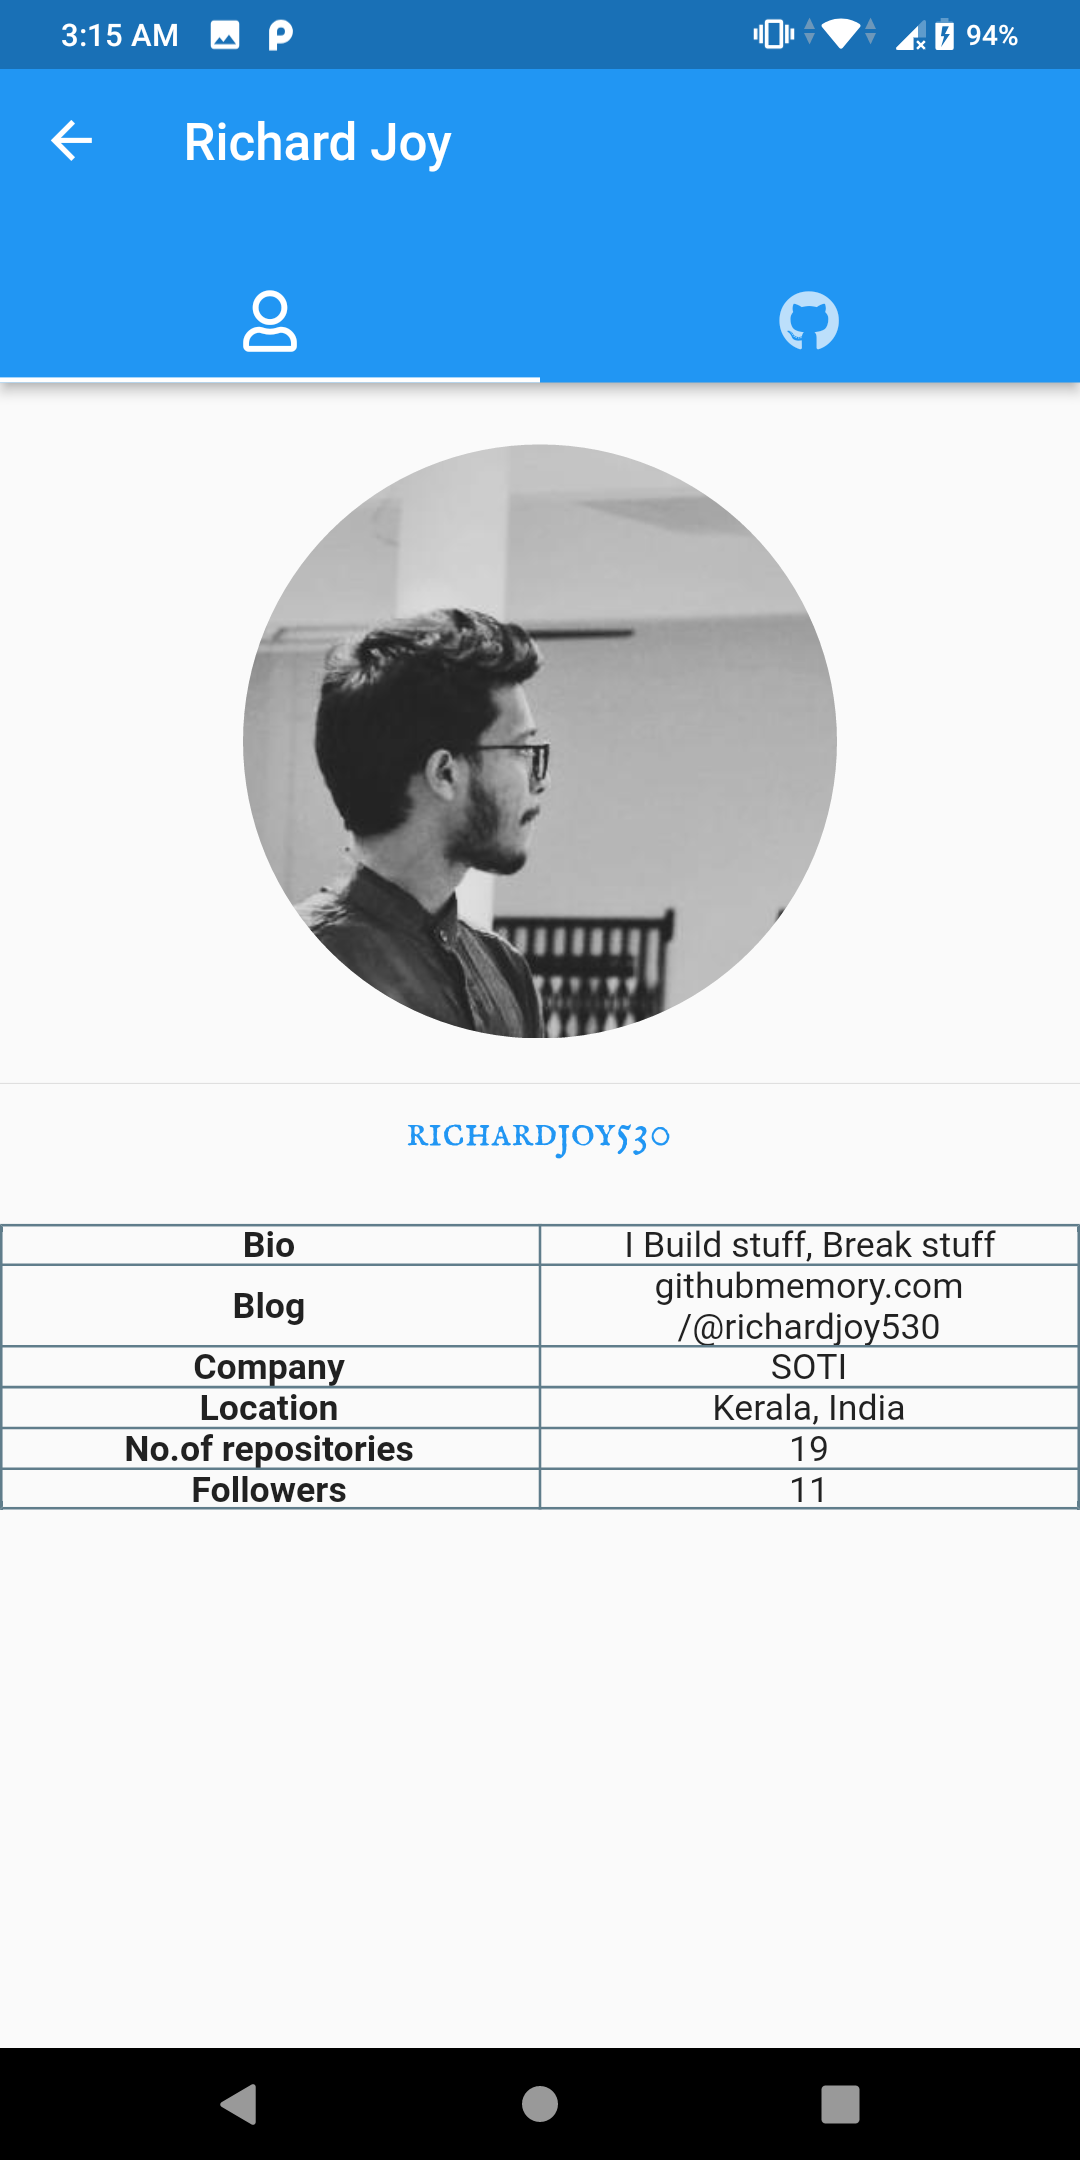 3:15 AM 94%
Richard Joy
RICHARDJOY530
Bio I Build stuff, Break stuff
Blog githubmemory.com
/@richardjoy530
Company SOTI
Location Kerala, India
No.of repositories 19
Followers 11